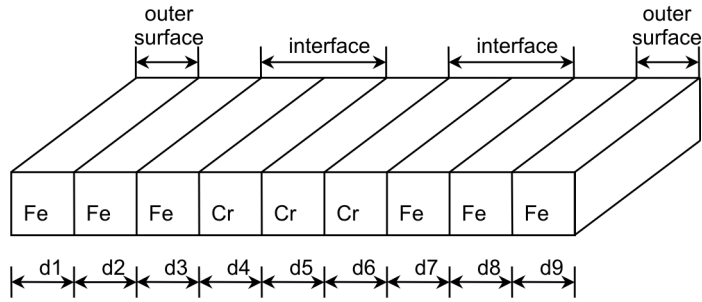 outer
surface
interface
interface
outer
surface
Fe Fe Fe Cr Cr Cr Fe Fe Fe
d1 d2 d3 d4 d5 d6 d7 d8 d9